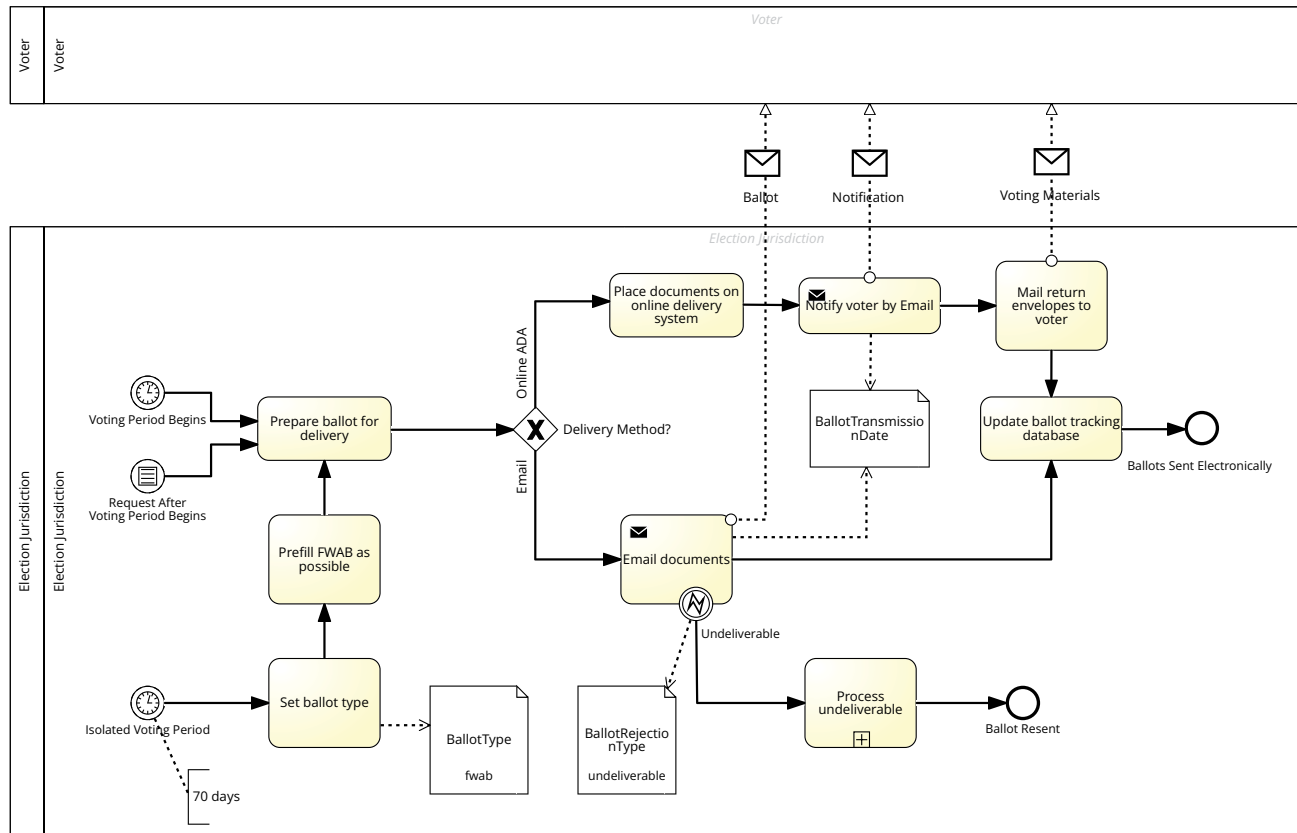 Voter
Voter
Voter
Ballot
Notification
Voting Materials
Election Jurisdiction
Election Jurisdiction
Election Jurisdiction
Place documents on
online delivery
system
Notify voter by Email
Mail return
envelopes to
voter
Online ADA
Voting Period Begins
Prepare ballot for
delivery
Delivery Method?
BallotTransmissio
nDate
Update ballot tracking
database
Ballots Sent Electronically
Request After
Voting Period Begins
Email
Prefill FWAB as
possible
Email documents
Undeliverable
Isolated Voting Period
Set ballot type
BallotType
fwab
BallotRejectio
nType
undeliverable
Process
undeliverable
Ballot Resent
70 days